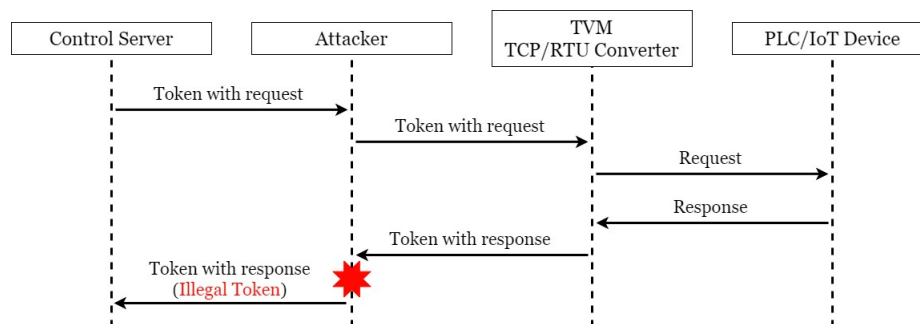 Control Server
Attacker
TVM
TCP/RTU Converter
PLC/IoT Device
Token with request
Token with request
Request
Response
Token with response
Token with response
(Illegal Token)